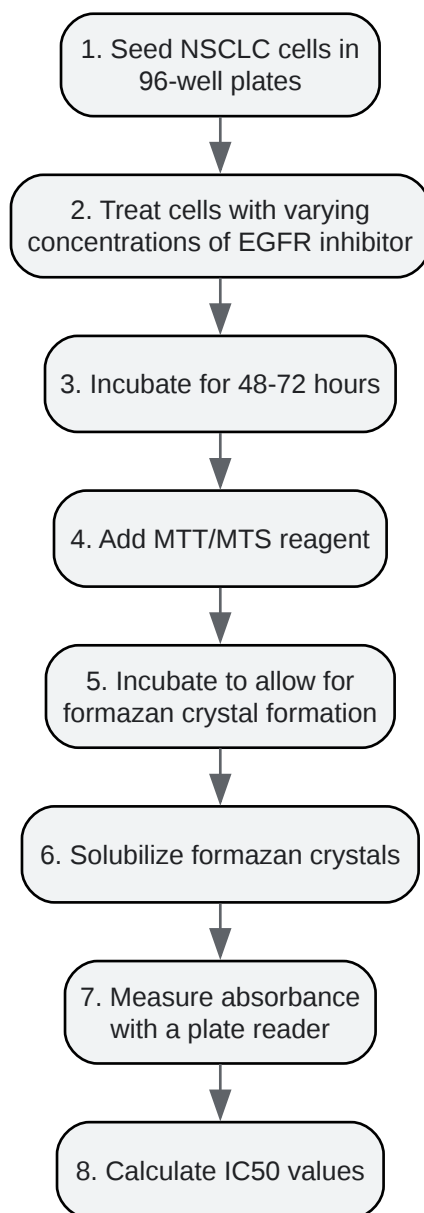 1. Seed NSCLC cells in
96-well plates
2. Treat cells with varying
concentrations of EGFR inhibitor
3. Incubate for 48-72 hours
4. Add MTT/MTS reagent
5. Incubate to allow for
formazan crystal formation
6. Solubilize formazan crystals
7. Measure absorbance
with a plate reader
8. Calculate IC50 values